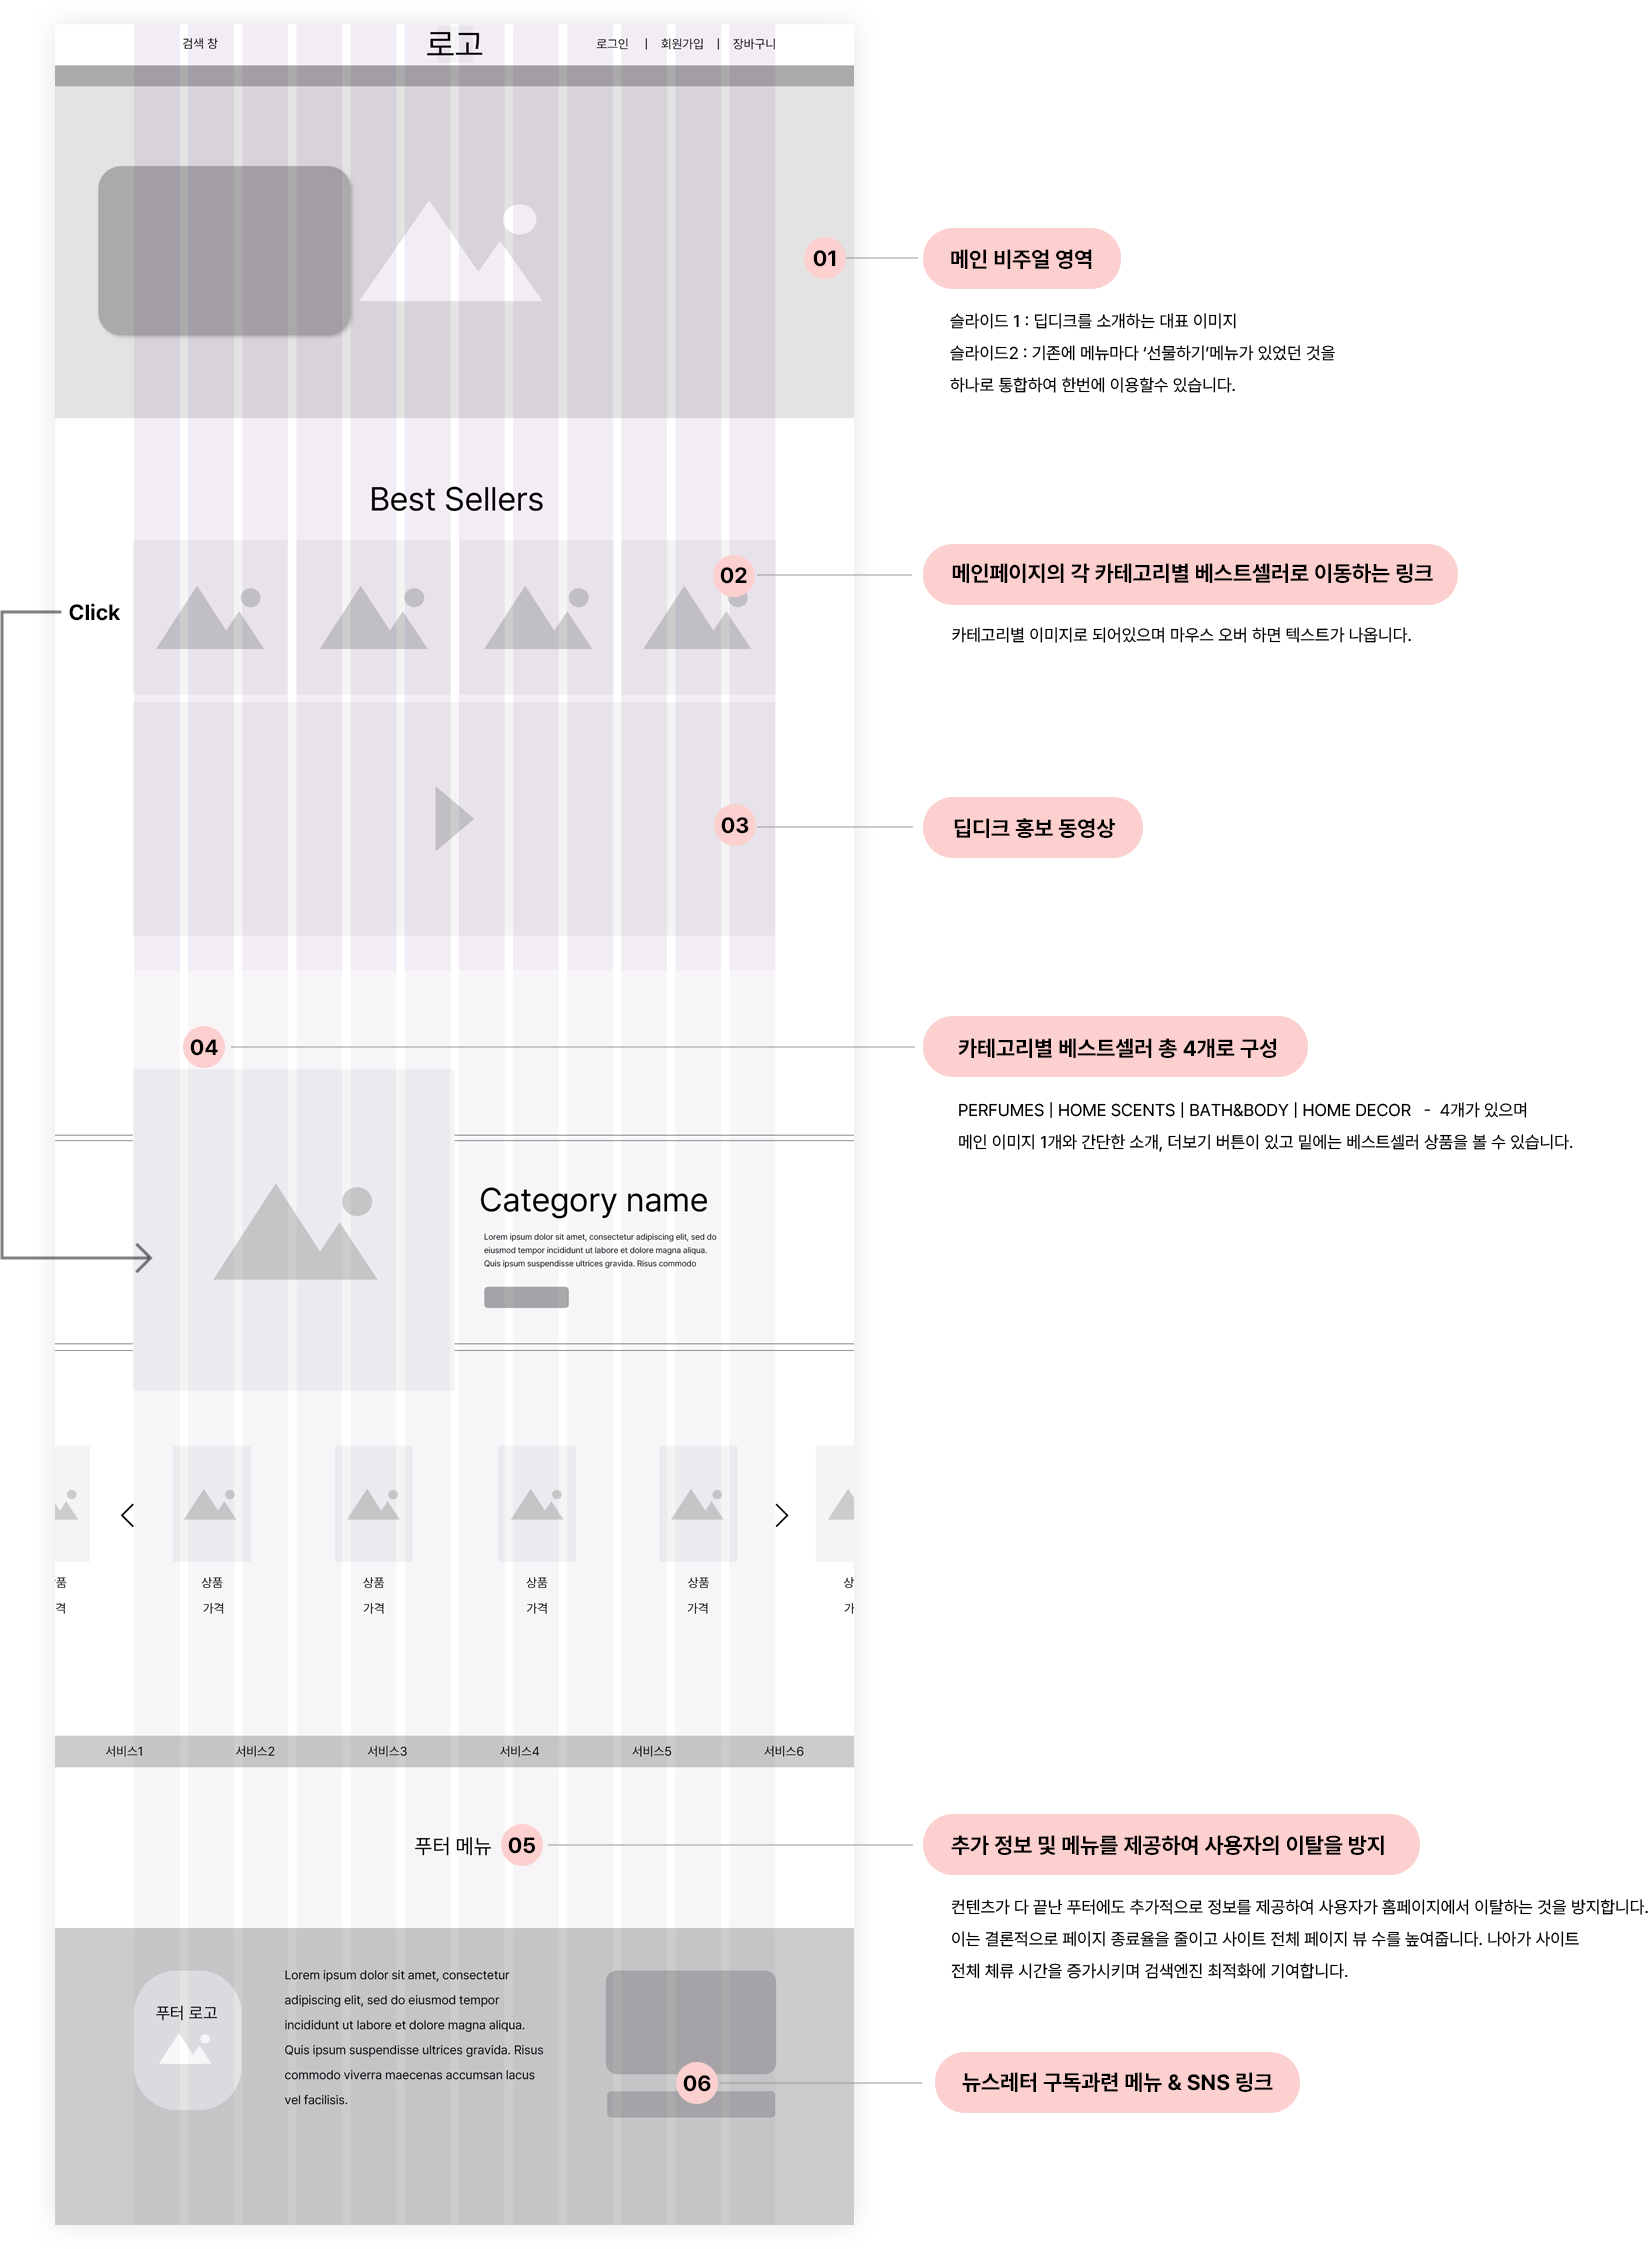 검색 창
로고
로그인 | 회원가입 | 장바구니
01
메인 비주얼 영역
슬라이드 1 : 딥디크를 소개하는 대표 이미지
슬라이드2 : 기존에 메뉴마다 ‘선물하기’메뉴가 있었던 것을
하나로 통합하여 한번에 이용할수 있습니다.
Best Sellers
Click
02
메인페이지의 각 카테고리별 베스트셀러로 이동하는 링크
카테고리별 이미지로 되어있으며 마우스 오버 하면 텍스트가 나옵니다.
03
딥디크 홍보 동영상
04
카테고리별 베스트셀러 총 4개로 구성
PERFUMES | HOME SCENTS | BATH&BODY | HOME DECOR - 4개가 있으며
메인 이미지 1개와 간단한 소개, 더보기 버튼이 있고 밑에는 베스트셀러 상품을 볼 수 있습니다.
Category name
Lorem ipsum dolor sit amet, consectetur adipiscing elit, sed do
eiusmod tempor incididunt ut labore et dolore magna aliqua.
Quis ipsum suspendisse ultrices gravida. Risus commodo
품 상품 상품 상품 상품 상
격 가격 가격 가격 가격 가
서비스1 서비스2 서비스3 서비스4 서비스5 서비스6
푸터 메뉴
05
추가 정보 및 메뉴를 제공하여 사용자의 이탈을 방지
컨텐츠가 다 끝난 푸터에도 추가적으로 정보를 제공하여 사용자가 홈페이지에서 이탈하는 것을 방지합니다.
이는 결론적으로 페이지 종료율을 줄이고 사이트 전체 페이지 뷰 수를 높여줍니다. 나아가 사이트
전체 체류 시간을 증가시키며 검색엔진 최적화에 기여합니다.
푸터 로고
Lorem ipsum dolor sit amet, consectetur
adipiscing elit, sed do eiusmod tempor
incididunt ut labore et dolore magna aliqua.
Quis ipsum suspendisse ultrices gravida. Risus
commodo viverra maecenas accumsan lacus
vel facilisis.
06
뉴스레터 구독과련 메뉴 & SNS 링크